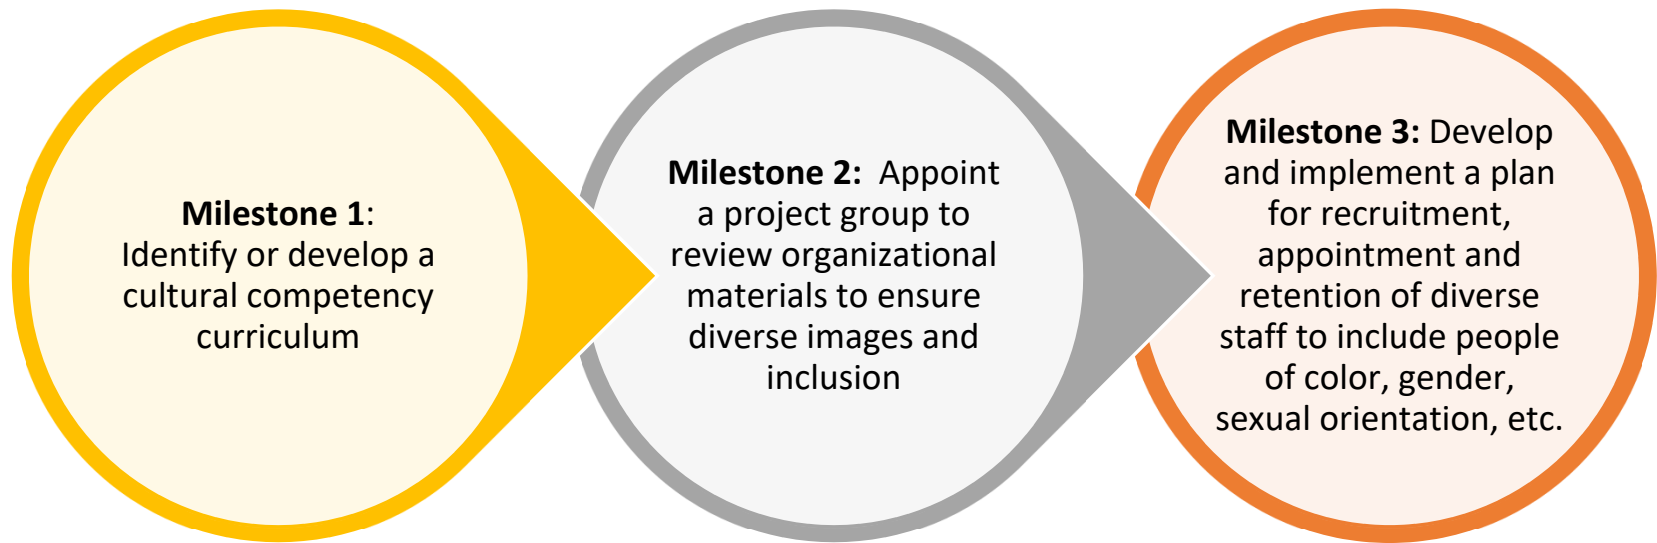 Milestone 1:
Identify or develop a
cultural competency
curriculum
Milestone 2:  Appoint
a project group to
review organizational
materials to ensure
diverse images and
inclusion
Milestone 3: Develop
and implement a plan
for recruitment,
appointment and
retention of diverse
staff to include people
of color, gender,
sexual orientation, etc.